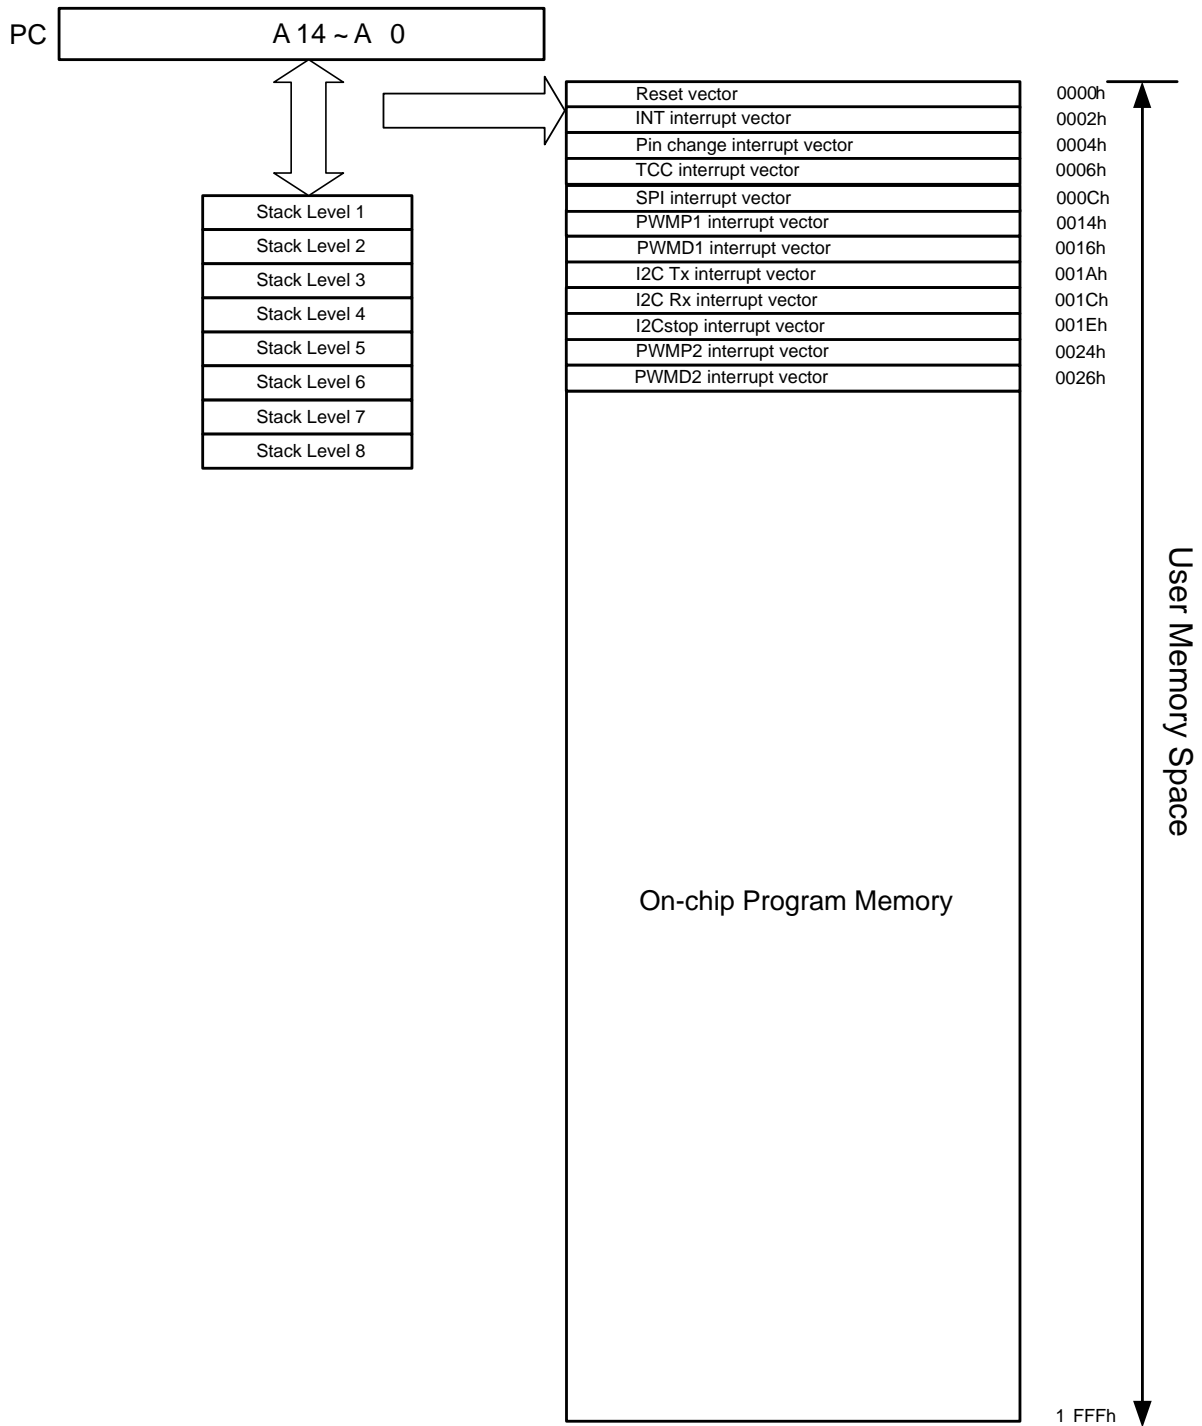 PC
A 14 ~ A 0
Stack Level 1
Stack Level 2
Stack Level 3
Stack Level 4
Stack Level 5
Stack Level 6
Stack Level 7
Stack Level 8
Reset vector 0000h
INT interrupt vector 0002h
Pin change interrupt vector 0004h
TCC interrupt vector 0006h
SPI interrupt vector 000Ch
PWMP1 interrupt vector 0014h
PWMD1 interrupt vector 0016h
I2C Tx interrupt vector 001Ah
I2C Rx interrupt vector 001Ch
I2Cstop interrupt vector 001Eh
PWMP2 interrupt vector 0024h
PWMD2 interrupt vector 0026h
On-chip Program Memory
1 FFFh
User Memory Space